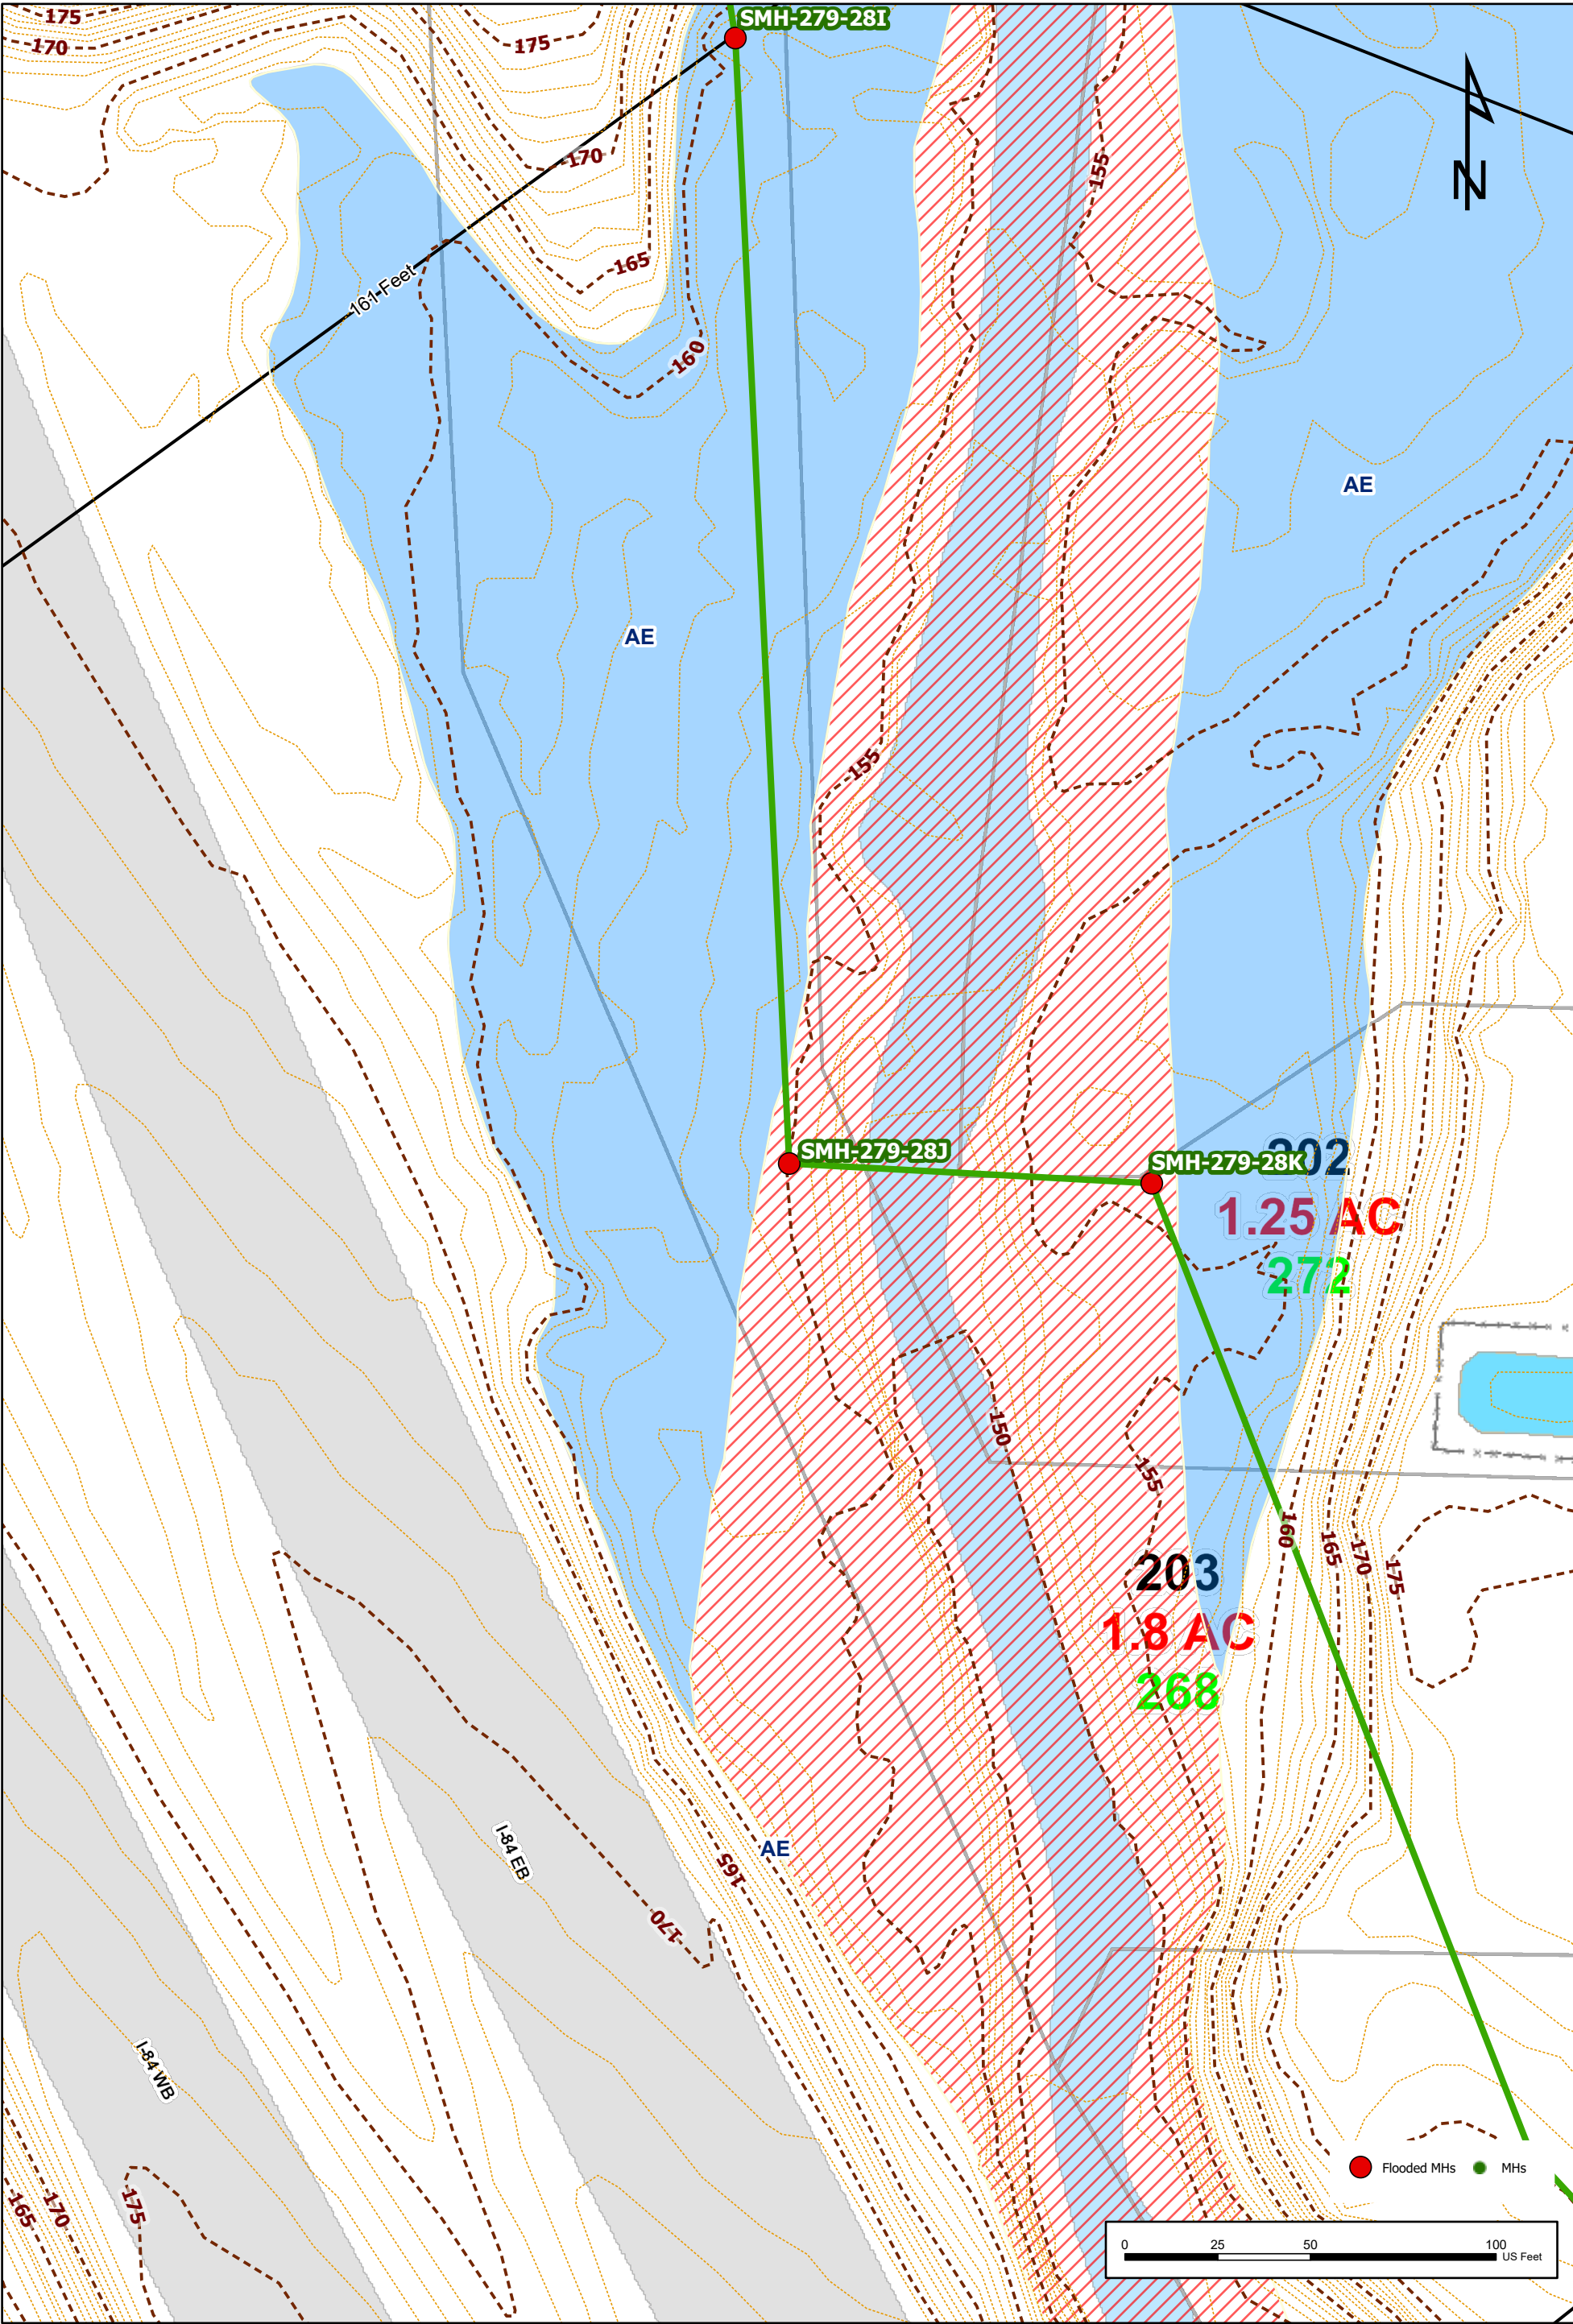 175
170
175
SMH-279-28I
170
155
N
165
161 Feet
160
AE
AE
155
SMH-279-28J
SMH-279-28K
202
1.25 AC
272
150
155
160
165
170
175
203
1.8 AC
268
AE
165
I-84 EB
170
I-84 WB
165
170
175
Flooded MHs
MHs
0 25 50 100
US Feet